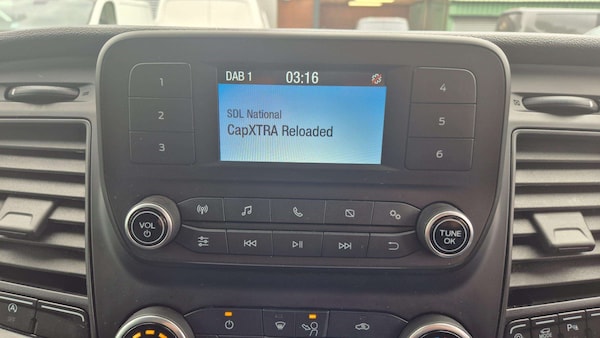 DAB 1 03:16
SDL National
CapXTRA Reloaded
1
2
3
4
5
6
VOL
TUNE
OK